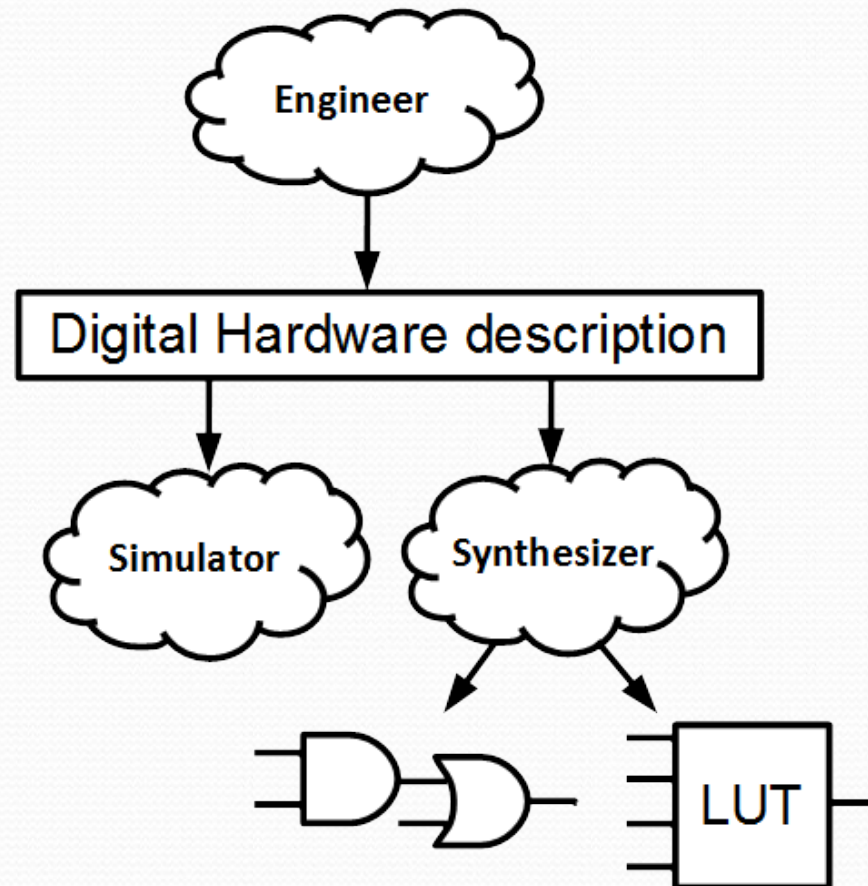 Engineer
Digital Hardware description
Simulator
Synthesizer
LUT